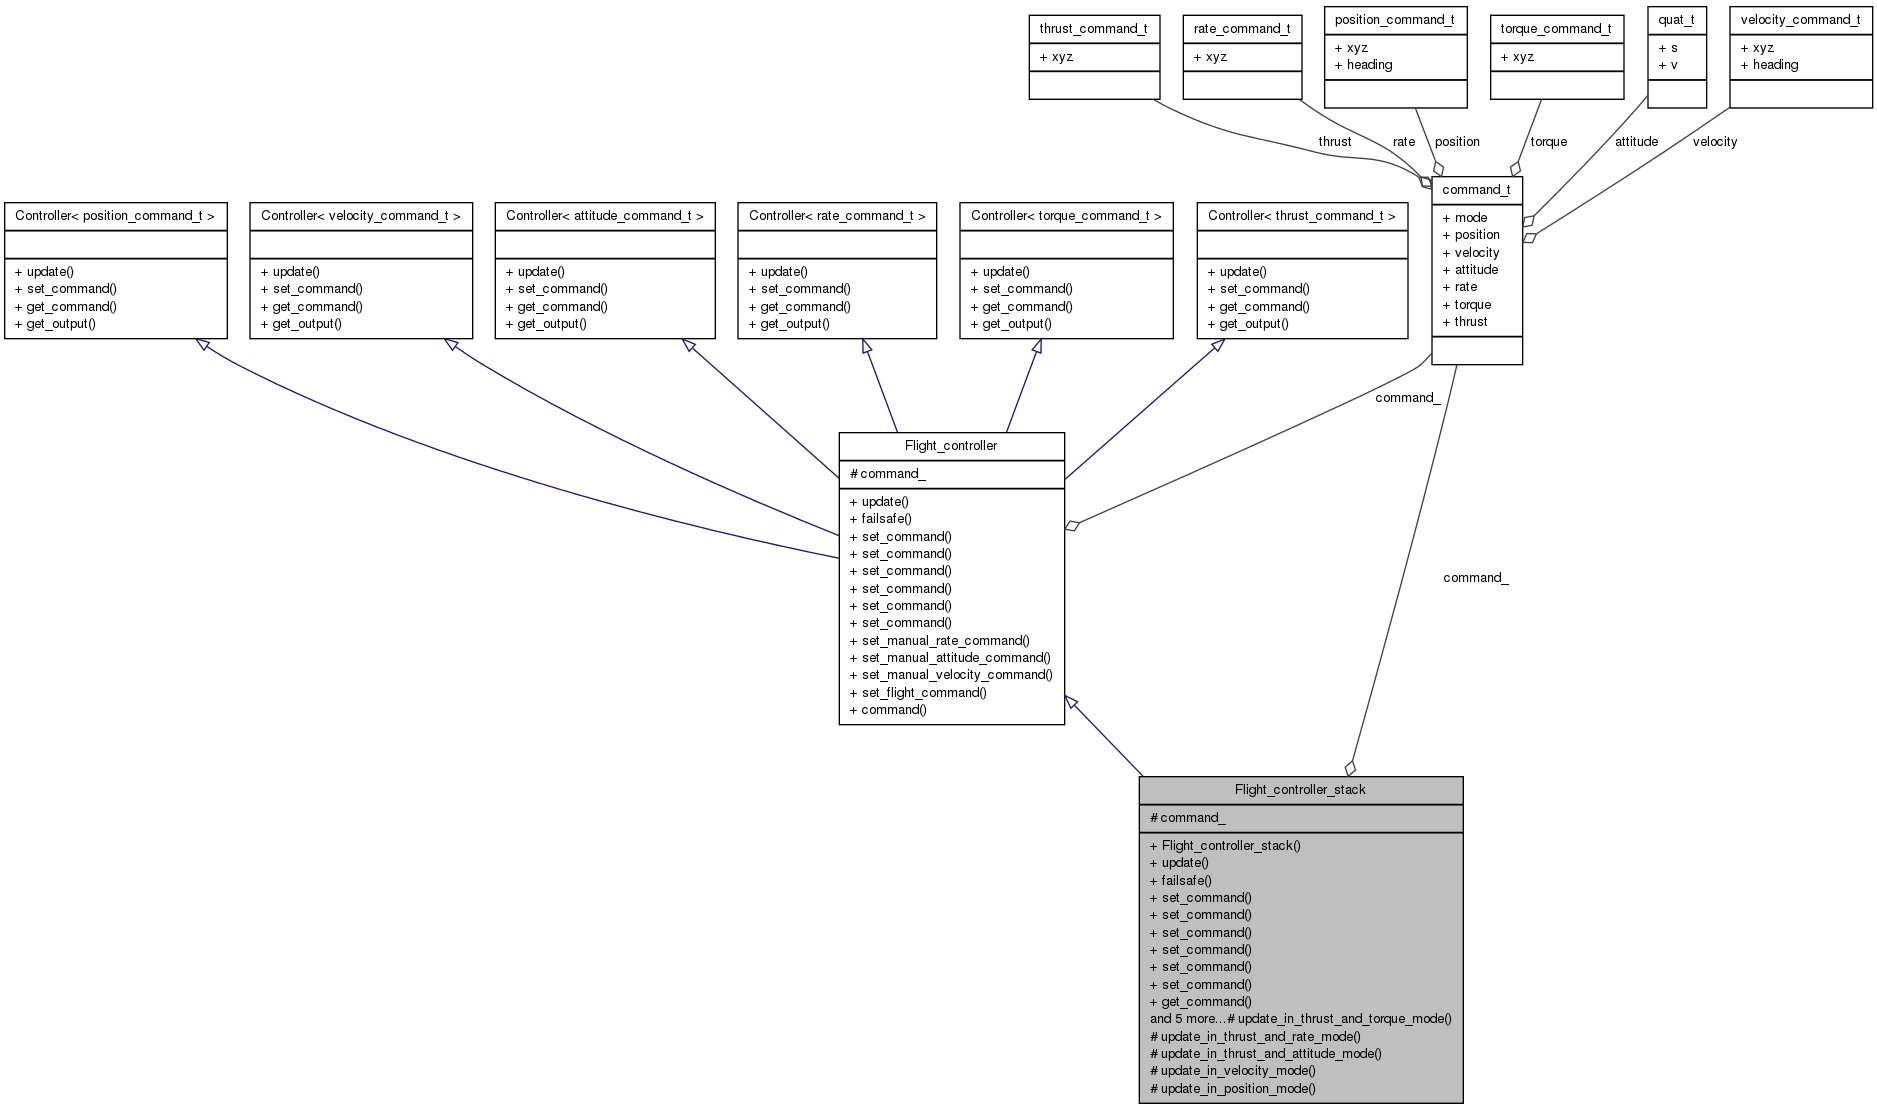 thrust_command_t
+ xyz
rate_command_t
+ xyz
position_command_t
+ xyz
+ heading
torque_command_t
+ xyz
quat_t
+ s
+ v
velocity_command_t
+ xyz
+ heading
thrust
rate
position
torque
attitude
velocity
command_t
+ mode
+ position
+ velocity
+ attitude
+ rate
+ torque
+ thrust
Controller< position_command_t >
+ update()
+ set_command()
+ get_command()
+ get_output()
Controller< velocity_command_t >
+ update()
+ set_command()
+ get_command()
+ get_output()
Controller< attitude_command_t >
+ update()
+ set_command()
+ get_command()
+ get_output()
Controller< rate_command_t >
+ update()
+ set_command()
+ get_command()
+ get_output()
Controller< torque_command_t >
+ update()
+ set_command()
+ get_command()
+ get_output()
Controller< thrust_command_t >
+ update()
+ set_command()
+ get_command()
+ get_output()
command_
Flight_controller
# command_
+ update()
+ failsafe()
+ set_command()
+ set_command()
+ set_command()
+ set_command()
+ set_command()
+ set_command()
+ set_manual_rate_command()
+ set_manual_attitude_command()
+ set_manual_velocity_command()
+ set_flight_command()
+ command()
command_
Flight_controller_stack
# command_
+ Flight_controller_stack()
+ update()
+ failsafe()
+ set_command()
+ set_command()
+ set_command()
+ set_command()
+ set_command()
+ set_command()
+ get_command()
and 5 more...# update_in_thrust_and_torque_mode()
# update_in_thrust_and_rate_mode()
# update_in_thrust_and_attitude_mode()
# update_in_velocity_mode()
# update_in_position_mode()